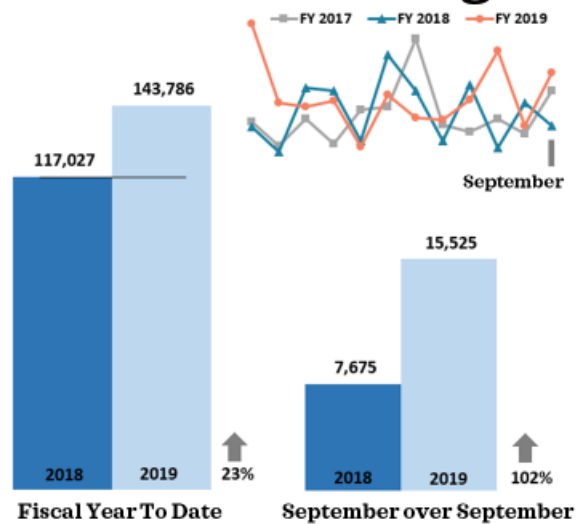 FY 2017 FY 2018 FY 2019
143,786
117,027
September
15,525
7,675
2018 2019 23%
2018 2019 102%
Fiscal Year To Date
September over September